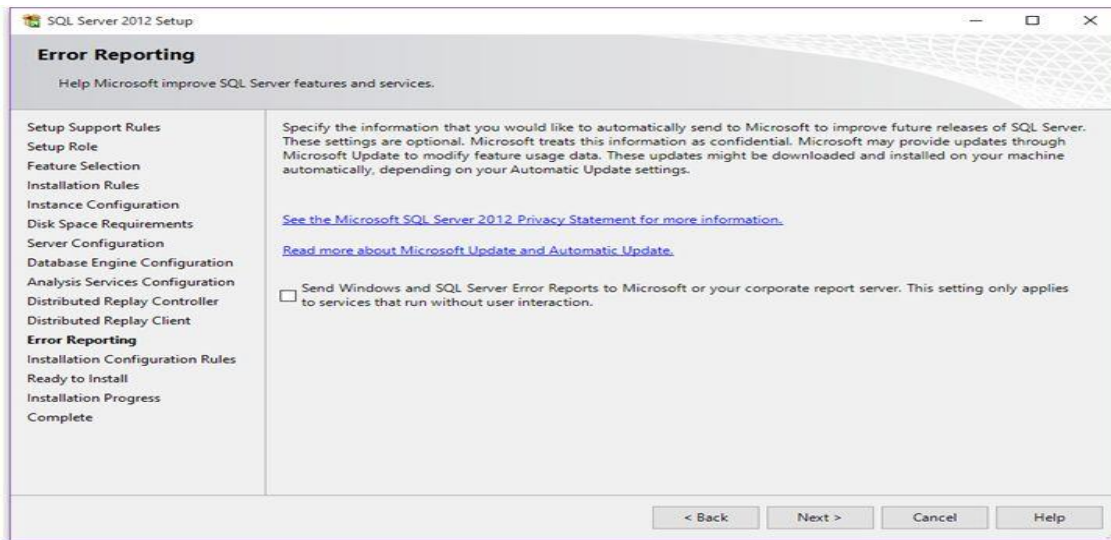 SQL Server 2012 Setup
Error Reporting
Help Microsoft improve SQL Server features and services.
Setup Support Rules
Setup Role
Feature Selection
Installation Rules
Instance Configuration
Disk Space Requirements
Server Configuration
Database Engine Configuration
Analysis Services Configuration
Distributed Replay Controller
Distributed Replay Client
Error Reporting
Installation Configuration Rules
Ready to Install
Installation Progress
Complete
Specify the information that you would like to automatically send to Microsoft to improve future releases of SQL Server.
These settings are optional. Microsoft treats this information as confidential. Microsoft may provide updates through
Microsoft Update to modify feature usage data. These updates might be downloaded and installed on your machine
automatically, depending on your Automatic Update settings.
See the Microsoft SQL Server 2012 Privacy Statement for more information.
Read more about Microsoft Update and Automatic Update.
Send Windows and SQL Server Error Reports to Microsoft or your corporate report server. This setting only applies
to services that run without user interaction.
< Back
Next >
Cancel
Help